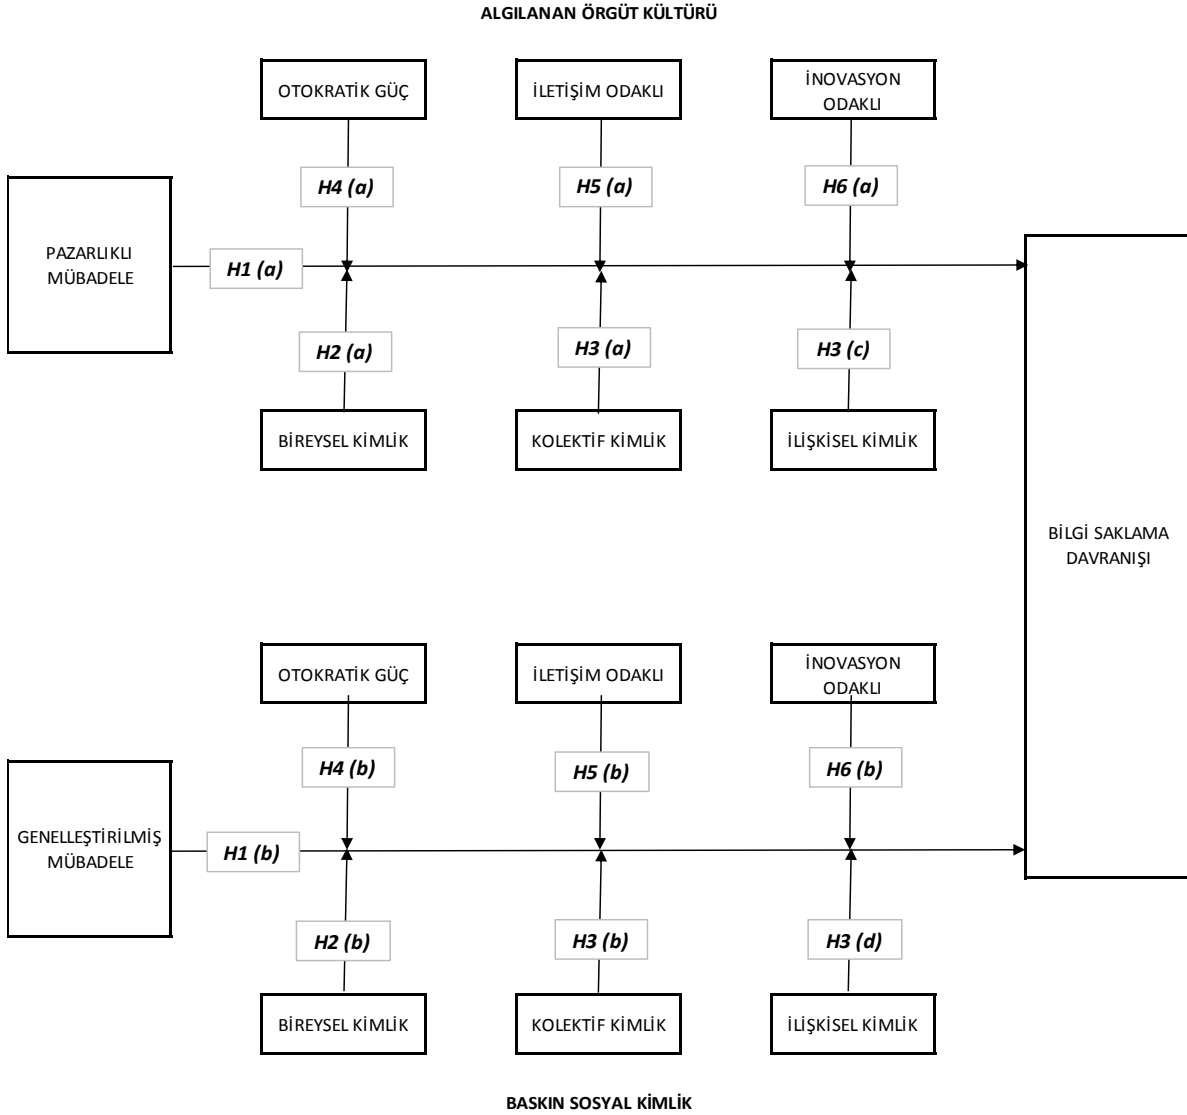 ALGILANAN ÖRGÜT KÜLTÜRÜ
OTOKRATİK GÜÇ
İLETİŞİM ODAKLI
İNOVASYON
ODAKLI
H4 (a)
H5 (a)
H6 (a)
PAZARLIKLI
MÜBADELE
H1 (a)
H2 (a)
H3 (a)
H3 (c)
BİREYSEL KİMLİK
KOLEKTİF KİMLİK
İLİŞKİSEL KİMLİK
BİLGİ SAKLAMA
DAVRANIŞI
OTOKRATİK GÜÇ
İLETİŞİM ODAKLI
İNOVASYON
ODAKLI
H4 (b)
H5 (b)
H6 (b)
GENELLEŞTİRİLMİŞ
MÜBADELE
H1 (b)
H2 (b)
H3 (b)
H3 (d)
BİREYSEL KİMLİK
KOLEKTİF KİMLİK
İLİŞKİSEL KİMLİK
BASKIN SOSYAL KİMLİK